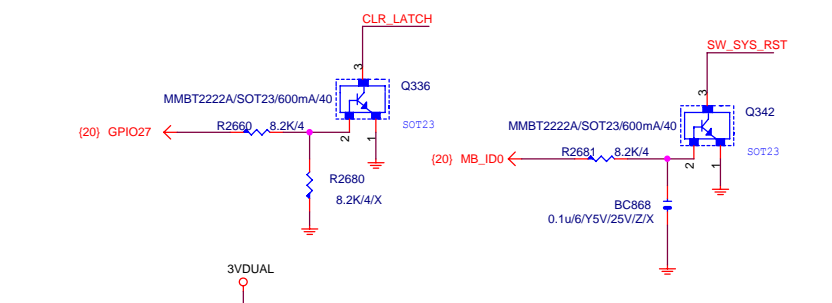 CLR_LATCH
3
Q336
MMBT2222A/SOT23/600mA/40
SOT23
{20} GPIO27
R2660
8.2K/4
2
1
R2680
8.2K/4/X
SW_SYS_RST
3
Q342
MMBT2222A/SOT23/600mA/40
SOT23
{20} MB_ID0
R2681
8.2K/4
2
1
BC868
0.1u/6/Y5V/25V/Z/X
3VDUAL